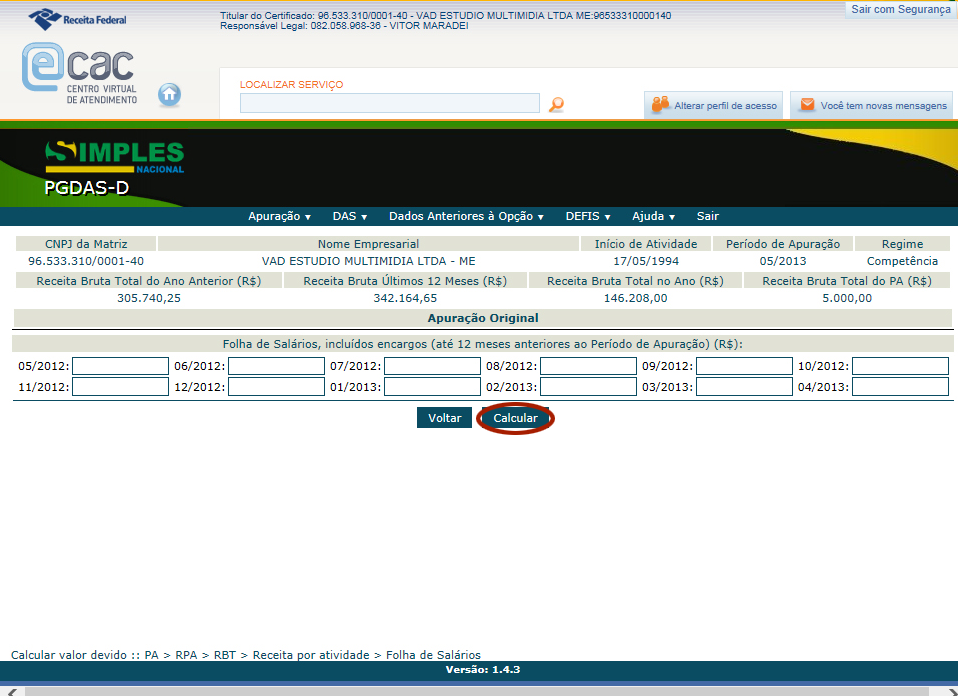 Receita Federal
Titular do Certificado: 96.533.310/0001-40 - VAD ESTUDIO MULTIMIDIA LTDA ME:96533310000140
Responsável Legal: 082.058.968-36 - VITOR MARADEI
Sair com Segurança
e cac
CENTRO VIRTUAL
DE ATENDIMENTO
LOCALIZAR SERVIÇO
Alterar perfil de acesso
Você tem novas mensagens
SIMPLES
NACIONAL
PGDAS-D
Apuração ▼ DAS ▼ Dados Anteriores à Opção ▼ DEFIS ▼ Ajuda ▼ Sair
CNPJ da Matriz Nome Empresarial Início de Atividade Período de Apuração Regime
96.533.310/0001-40 VAD ESTUDIO MULTIMIDIA LTDA - ME 17/05/1994 05/2013 Competência
Receita Bruta Total do Ano Anterior (R$) Receita Bruta Últimos 12 Meses (R$) Receita Bruta Total no Ano (R$) Receita Bruta Total do PA (R$)
305.740,25 342.164,65 146.208,00 5.000,00
Apuração Original
Folha de Salários, incluídos encargos (até 12 meses anteriores ao Período de Apuração) (R$):
05/2012: 06/2012: 07/2012: 08/2012: 09/2012: 10/2012:
11/2012: 12/2012: 01/2013: 02/2013: 03/2013: 04/2013:
Voltar Calcular
Calcular valor devido :: PA > RPA > RBT > Receita por atividade > Folha de Salários
Versão: 1.4.3